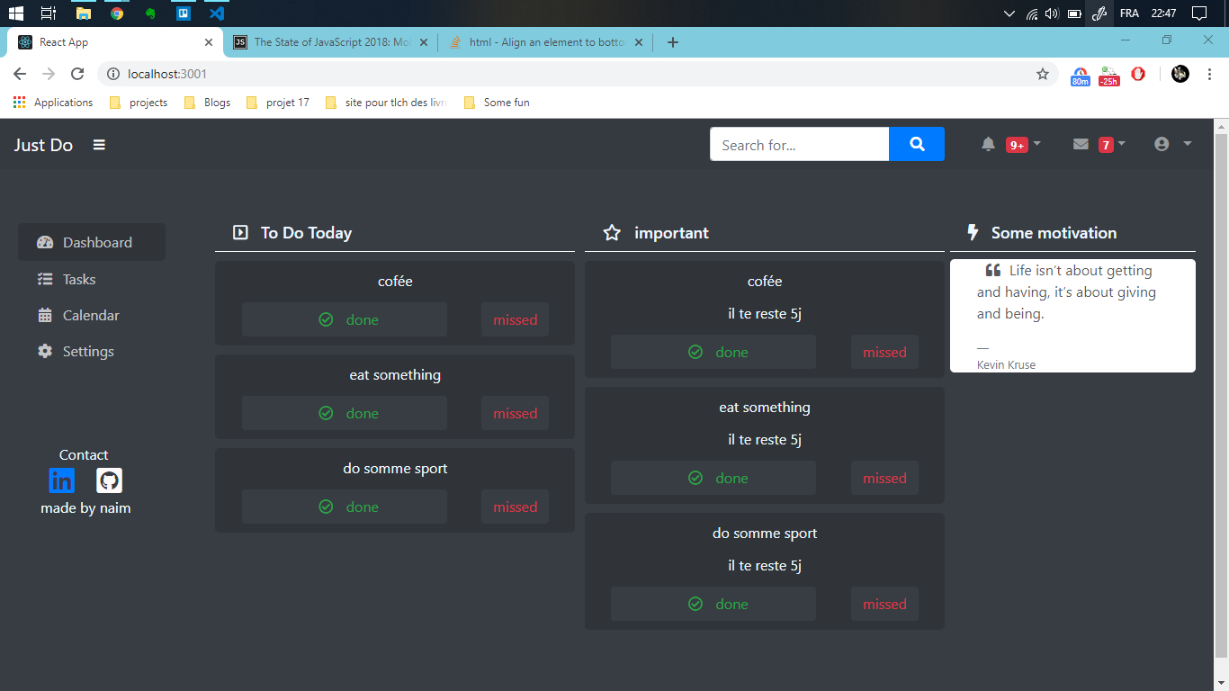 FRA 22:47
React App
The State of JavaScript 2018: Mo
html - Align an element to botto
localhost:3001
80m -25h
Applications projects Blogs projet 17 site pour tlch des livr Some fun
Just Do
Search for...
9+ 7
Dashboard
Tasks
Calendar
Settings
Contact
in
made by naim
To Do Today
cofée
done missed
eat something
done missed
do somme sport
done missed
important
cofée
il te reste 5j
done missed
eat something
il te reste 5j
done missed
do somme sport
il te reste 5j
done missed
Some motivation
Life isn't about getting
and having, it's about giving
and being.
—
Kevin Kruse